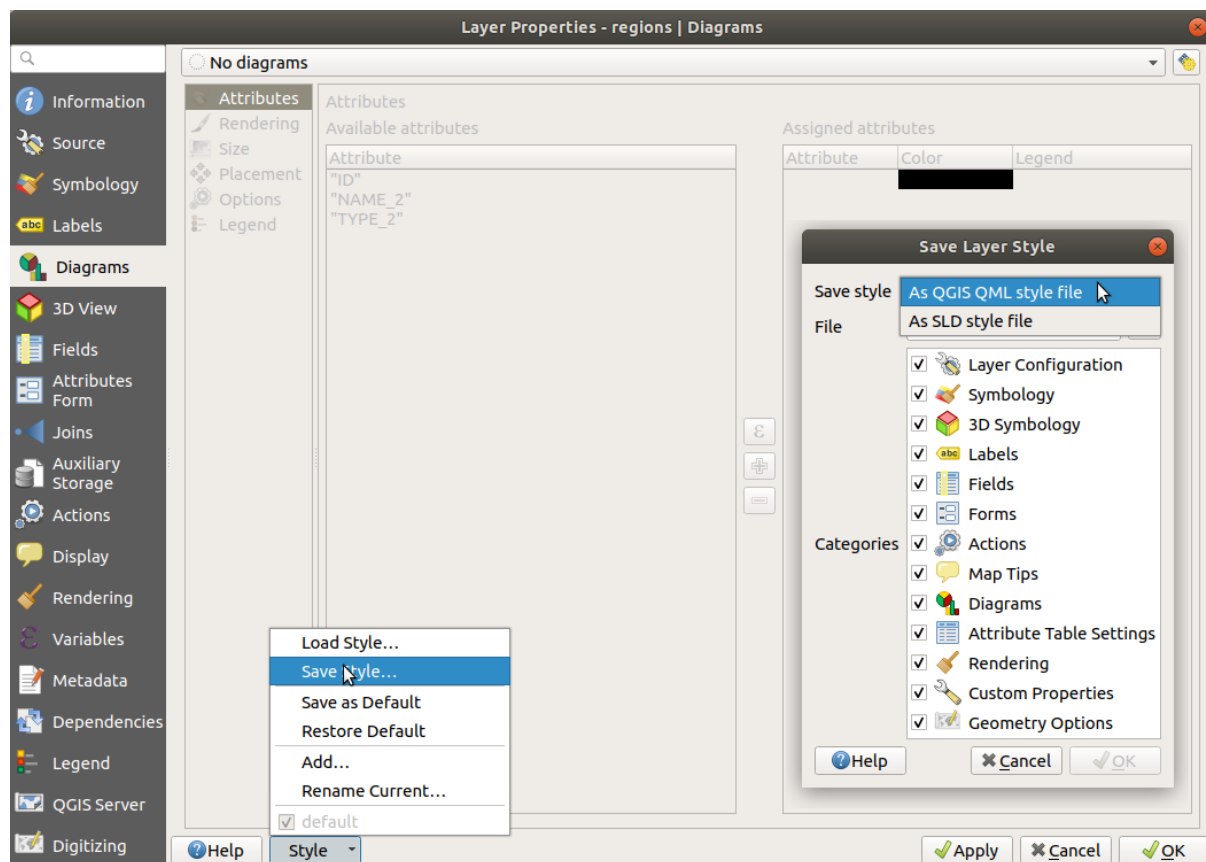 Layer Properties - regions | Diagrams
No diagrams
Information
Source
Symbology
abc Labels
Diagrams
3D View
Fields
Attributes
Form
Joins
Auxiliary
Storage
Actions
Display
Rendering
Variables
Metadata
Dependencies
Legend
QGIS Server
Digitizing
Attributes
Rendering
Size
Placement
Options
Legend
Attributes
Available attributes
Attribute
"ID"
"NAME_2"
"TYPE_2"
ε
Assigned attributes
Attribute Color Legend
Save Layer Style
Save style As QGIS QML style file
As SLD style file
File
Categories
Layer Configuration
Symbology
3D Symbology
abc Labels
Fields
Forms
Actions
Map Tips
Diagrams
Attribute Table Settings
Rendering
Custom Properties
Geometry Options
Help Cancel OK
Load Style...
Save Style...
Save as Default
Restore Default
Add...
Rename Current...
default
Help Style Apply Cancel OK